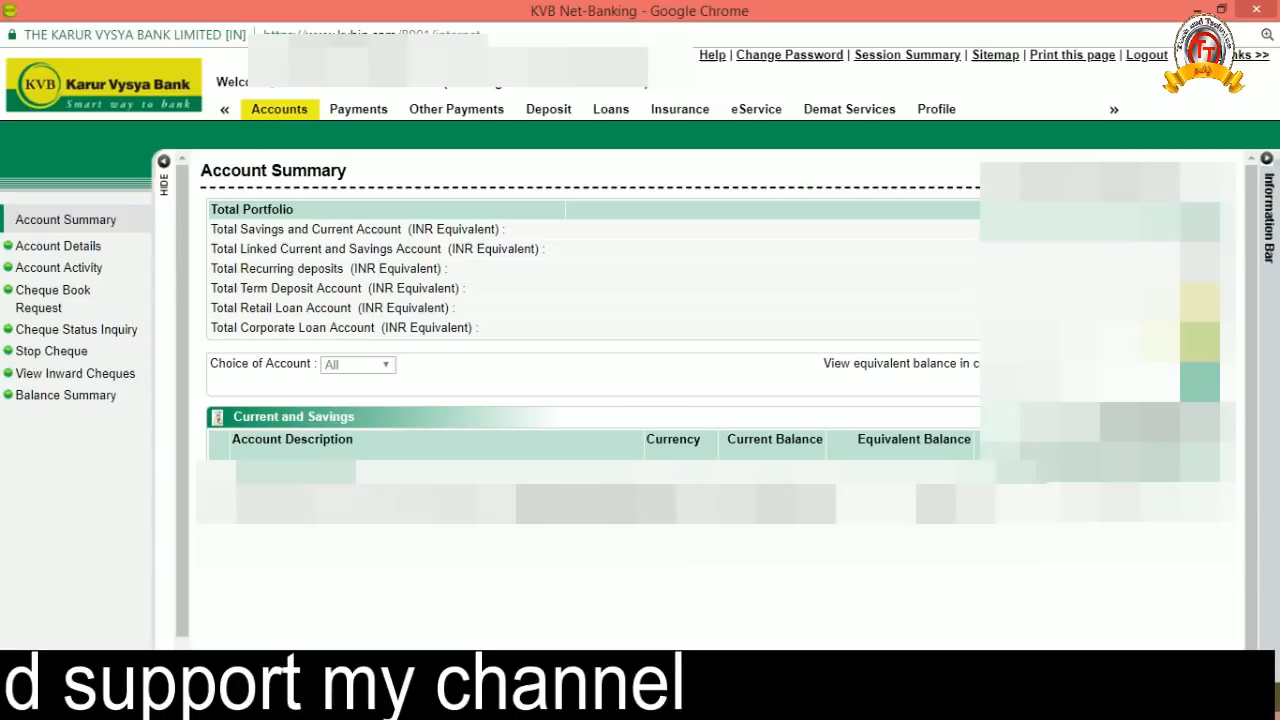 KVB Net-Banking - Google Chrome
THE KARUR VYSYA BANK LIMITED [IN]
Help | Change Password | Session Summary | Sitemap | Print this page | Logout
nks >>
KVB Karur Vysya Bank
Smart way to bank
Welco
« Accounts Payments Other Payments Deposit Loans Insurance eService Demat Services Profile »
HIDE
Account Summary
Information Bar
Total Portfolio
Total Savings and Current Account (INR Equivalent) :
Total Linked Current and Savings Account (INR Equivalent) :
Total Recurring deposits (INR Equivalent) :
Total Term Deposit Account (INR Equivalent) :
Total Retail Loan Account (INR Equivalent) :
Total Corporate Loan Account (INR Equivalent) :
Choice of Account : All
View equivalent balance in c
Current and Savings
Account Description Currency Current Balance Equivalent Balance
Account Summary
Account Details
Account Activity
Cheque Book
Request
Cheque Status Inquiry
Stop Cheque
View Inward Cheques
Balance Summary
தமிழ்
d support my channel